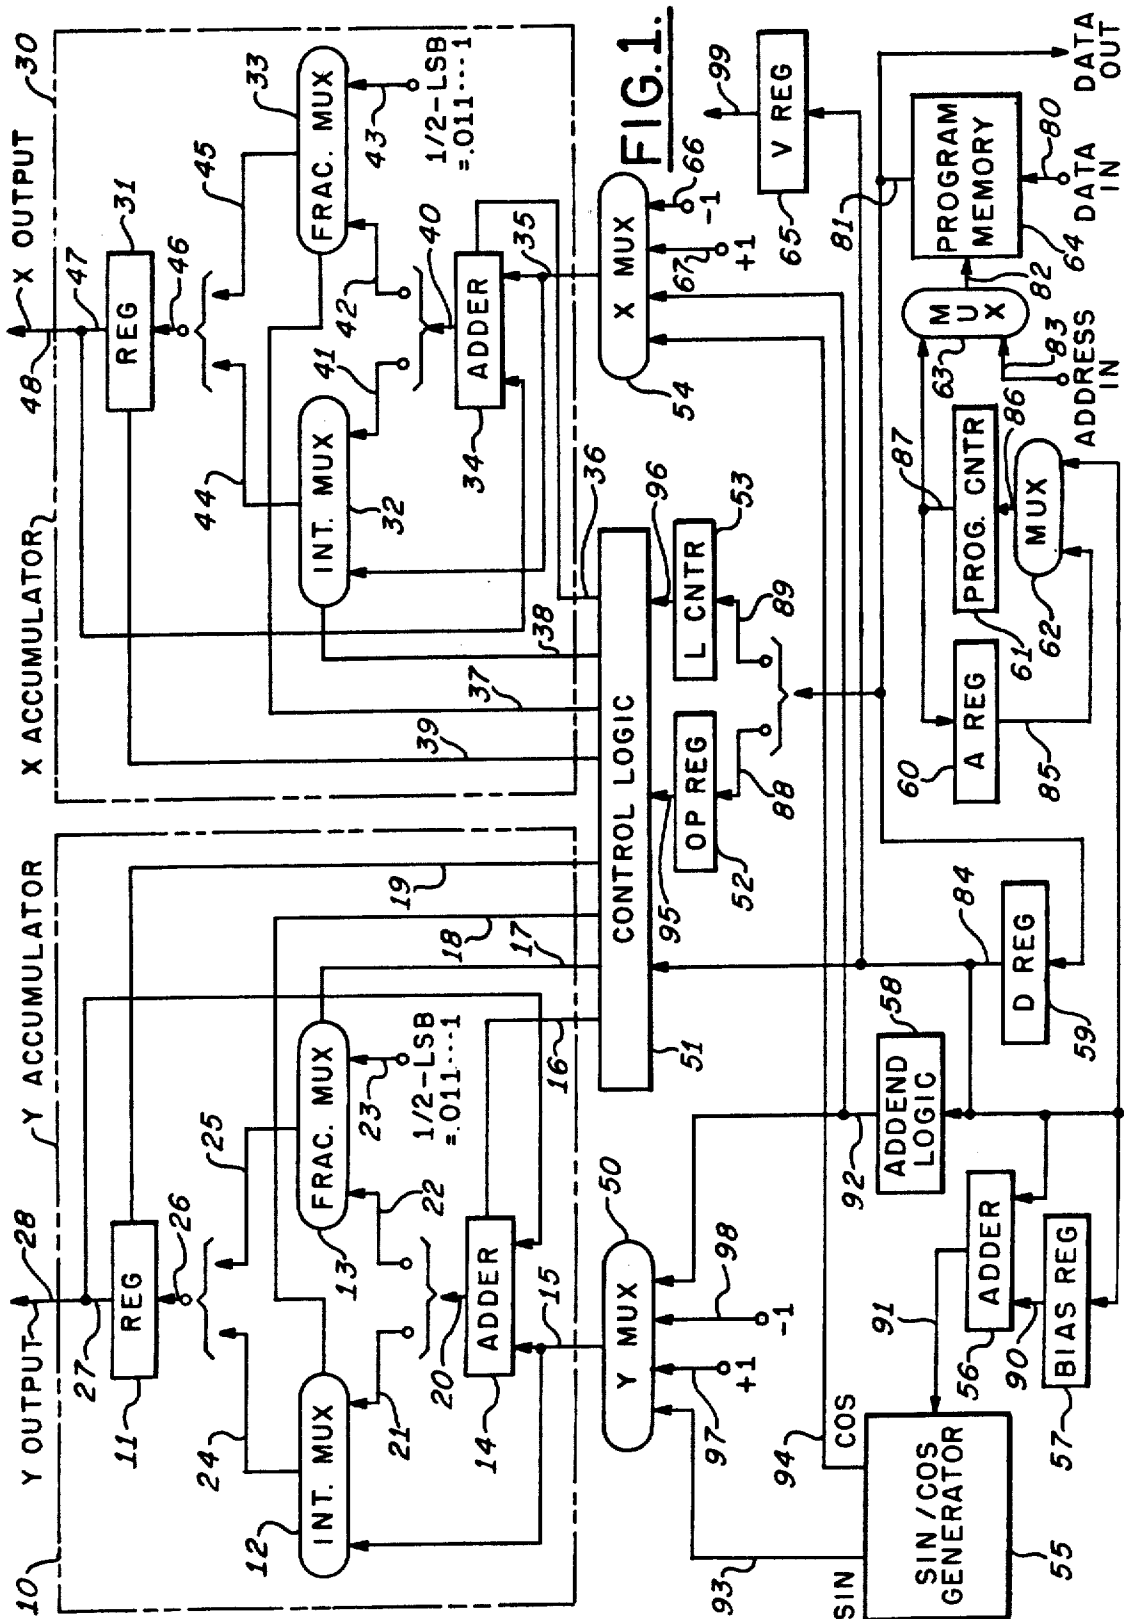 Y OUTPUT
28
10
Y ACCUMULATOR
X ACCUMULATOR
X OUTPUT
48
30
27
REG
11
26
47
REG
31
46
24
25
44
45
19
39
INT. MUX
12
FRAC. MUX
13
23
1/2-LSB
=.011···1
18
17
INT. MUX
32
FRAC. MUX
33
43
1/2-LSB
=.011···1
37
38
21
22
20
41
42
40
ADDER
14
15
16
ADDER
34
35
36
FIG.1.
CONTROL LOGIC
51
Y MUX
50
97
+1
98
-1
X MUX
54
67
+1
66
-1
95
OP REG
52
96
L CNTR
53
88
89
V REG
65
99
94
COS
93
SIN
SIN/COS
GENERATOR
55
91
92
ADDEND
LOGIC
58
ADDER
56
90
BIAS REG
57
84
D REG
59
A REG
60
85
87
PROG. CNTR
61
86
MUX
62
MUX
63
82
83
ADDRESS
IN
81
PROGRAM
MEMORY
64
80
DATA
IN
DATA
OUT